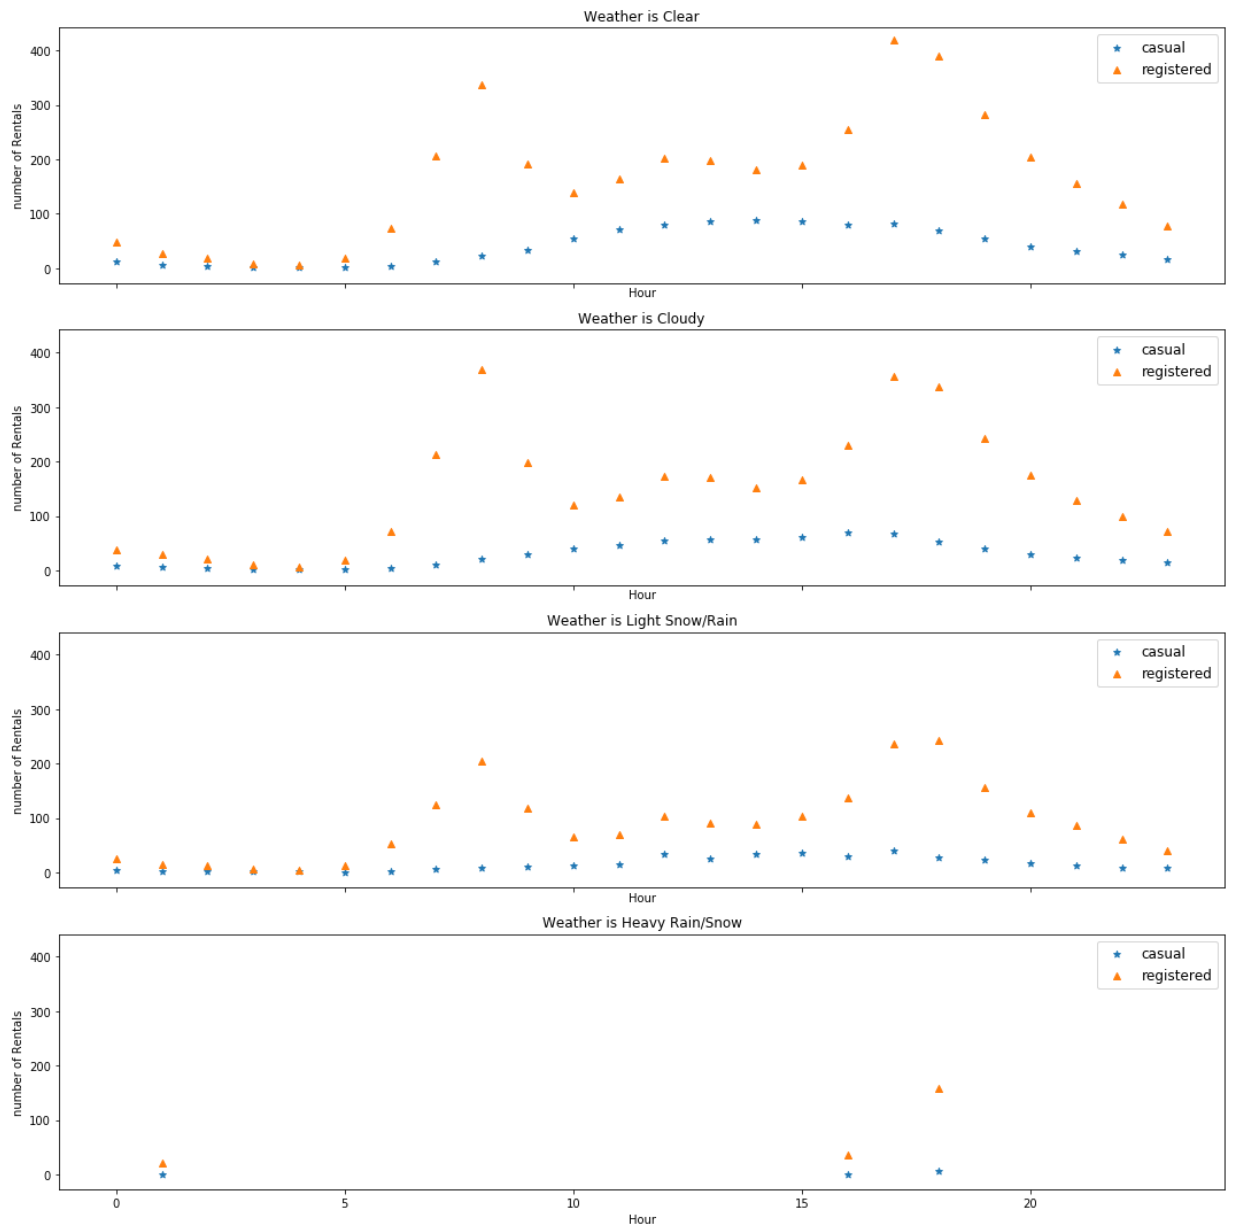 Weather is Clear
number of Rentals
400
300
200
100
0
casual
registered
Hour
Weather is Cloudy
number of Rentals
400
300
200
100
0
casual
registered
Hour
Weather is Light Snow/Rain
number of Rentals
400
300
200
100
0
casual
registered
Hour
Weather is Heavy Rain/Snow
number of Rentals
400
300
200
100
0
casual
registered
0 5 10 15 20
Hour